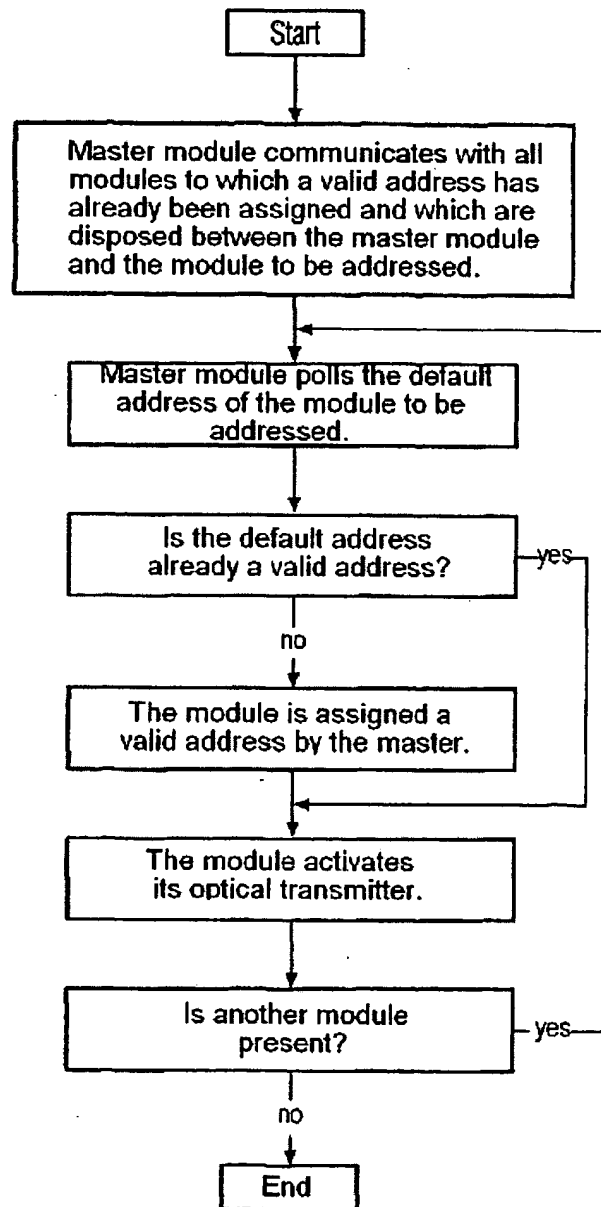 Start
Master module communicates with all
modules to which a valid address has
already been assigned and which are
disposed between the master module
and the module to be addressed.
Master module polls the default
address of the module to be
addressed.
Is the default address
already a valid address?
yes
no
The module is assigned a
valid address by the master.
The module activates
its optical transmitter.
Is another module
present?
yes
no
End